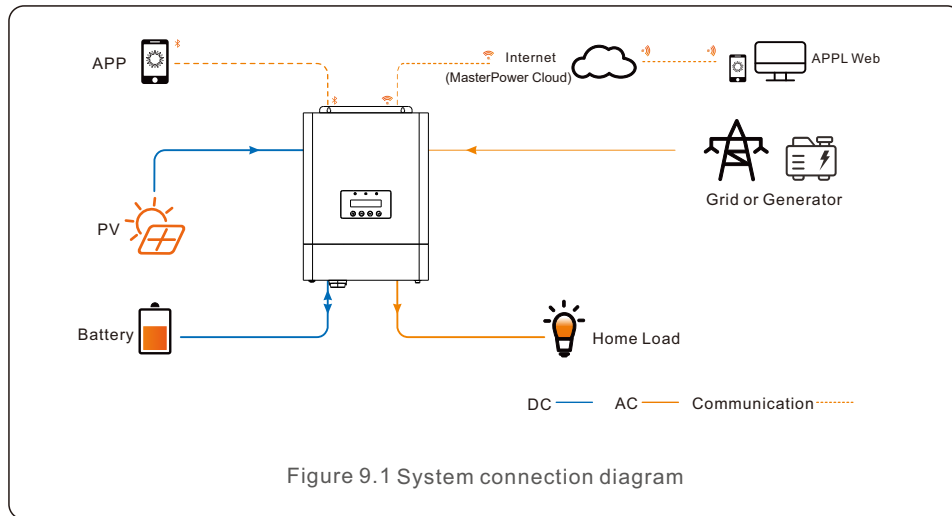 APP
Internet
(MasterPower Cloud)
APPL Web
Grid or Generator
PV
Battery
Home Load
DC
AC
Communication
Figure 9.1 System connection diagram